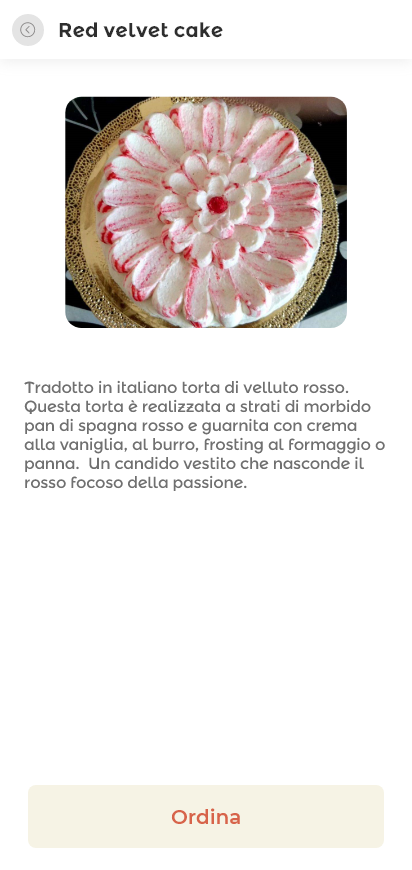 Red velvet cake
Tradotto in italiano torta di velluto rosso.
Questa torta è realizzata a strati di morbido
pan di spagna rosso e guarnita con crema
alla vaniglia, al burro, frosting al formaggio o
panna.  Un candido vestito che nasconde il
rosso focoso della passione.
Ordina